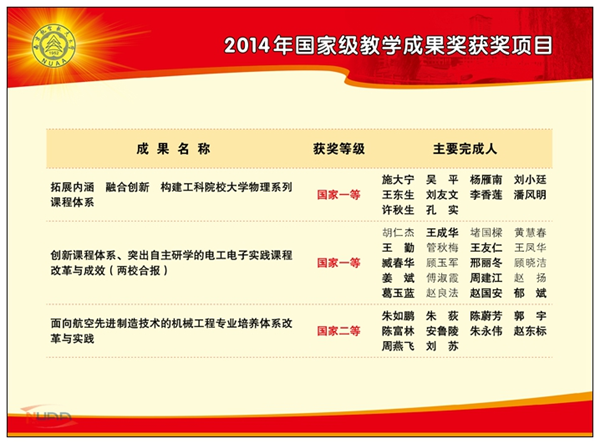 NUAA
1952
2014年国家级教学成果奖获奖项目
成果名称 获奖等级 主要完成人
拓展内涵 融合创新 构建工科院校大学物理系列
课程体系
国家一等
施大宁 吴平 杨雁南 刘小廷
王东生 刘友文 李香莲 潘风明
许秋生 孔实
创新课程体系、突出自主研学的电工电子实践课程
改革与成效（两校合报）
国家一等
胡仁杰 王成华 堵国樑 黄慧春
王勤 管秋梅 王友仁 王凤华
臧春华 顾玉军 邢丽冬 顾晓洁
姜斌 傅淑霞 周建江 赵扬
葛玉蓝 赵良法 赵国安 郁斌
面向航空先进制造技术的机械工程专业培养体系改
革与实践
国家二等
朱如鹏 朱荻 陈蔚芳 郭宇
陈富林 安鲁陵 朱永伟 赵东标
周燕飞 刘苏